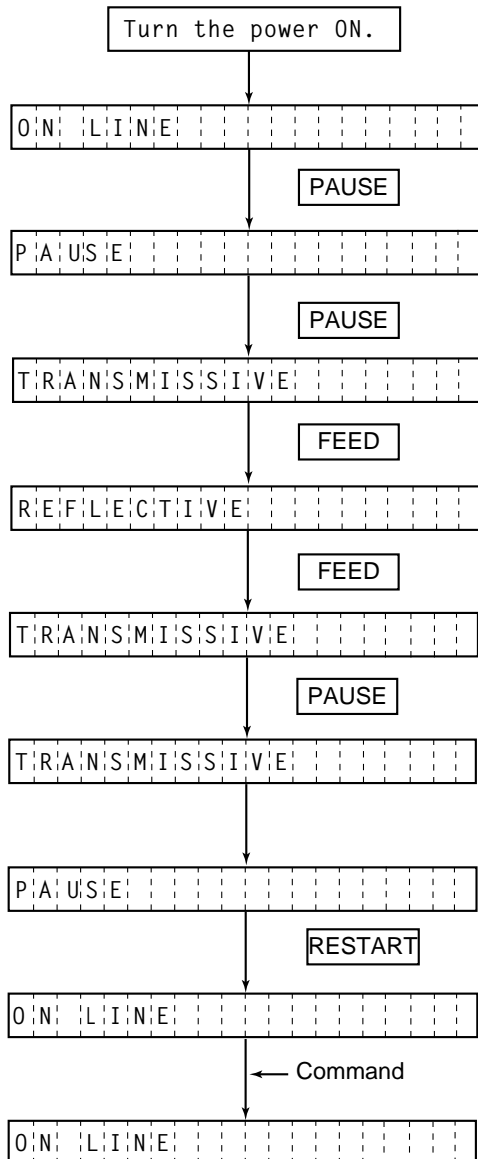 Turn the power ON.
ON LINE
PAUSE
PAUSE
PAUSE
TRANSMISSIVE
FEED
REFLECTIVE
FEED
TRANSMISSIVE
PAUSE
TRANSMISSIVE
PAUSE
RESTART
ON LINE
Command
ON LINE